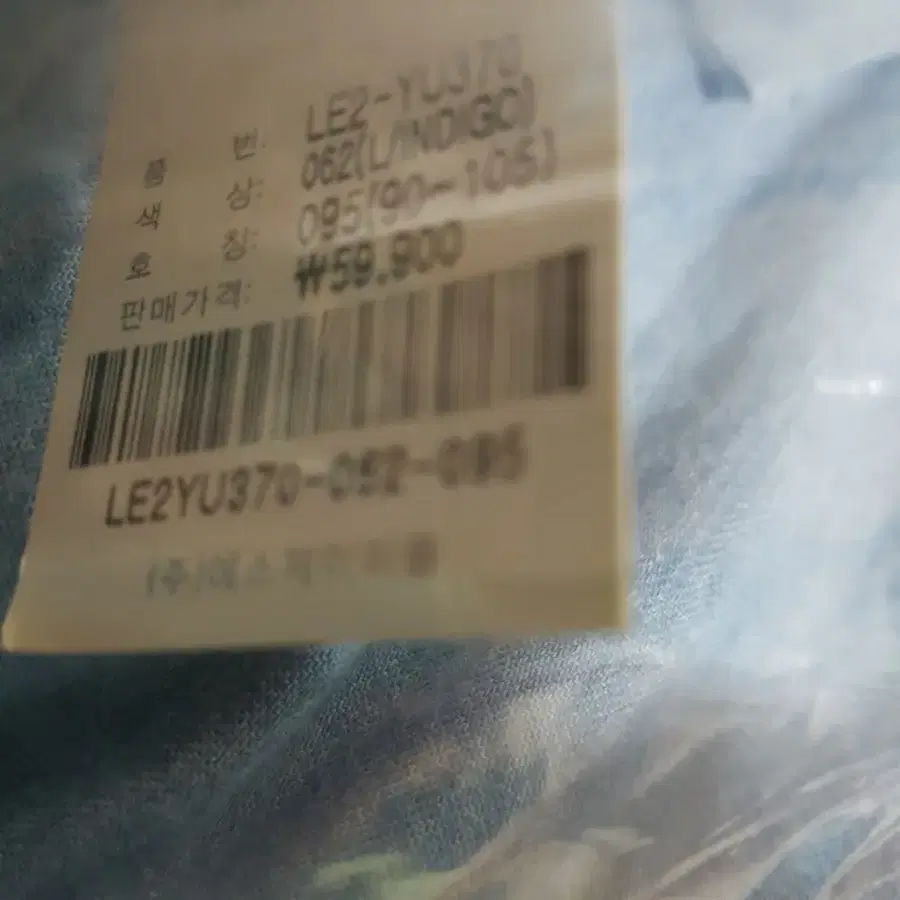 품 번: LE2-YU370
색 상: 062(L/INDIGO)
호 칭: 095(90-105)
판매가격: ₩59,900
LE2YU370-062-095